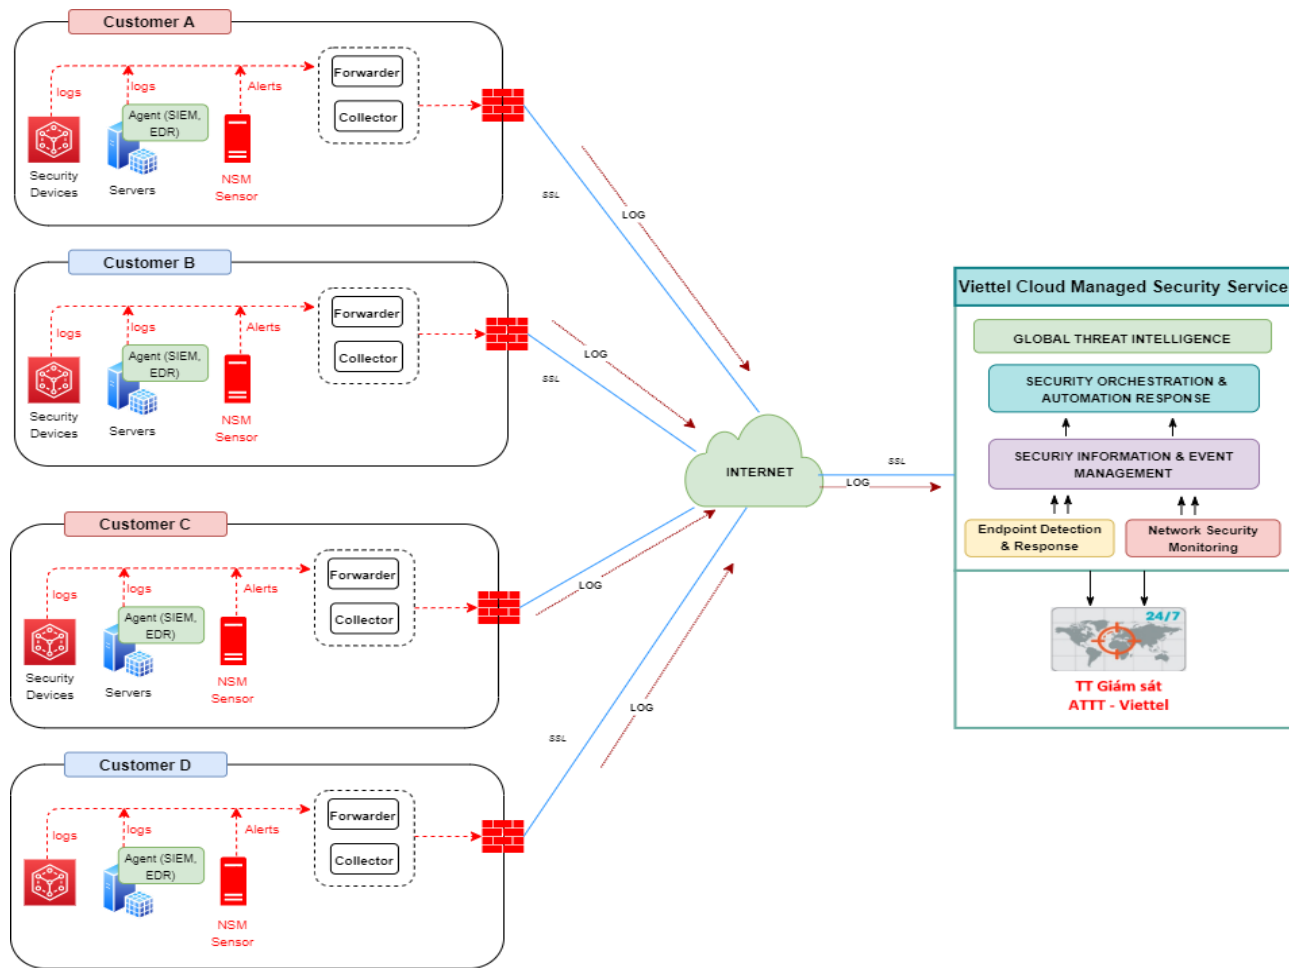 Customer A
logs
logs
Alerts
Forwarder
Collector
Agent (SIEM,
EDR)
Security
Devices
Servers
NSM
Sensor
SSL
LOG
Customer B
logs
logs
Alerts
Forwarder
Collector
Agent (SIEM,
EDR)
Security
Devices
Servers
NSM
Sensor
LOG
SSL
INTERNET
SSL
LOG
Viettel Cloud Managed Security Service
GLOBAL THREAT INTELLIGENCE
SECURITY ORCHESTRATION &
AUTOMATION RESPONSE
SECURIY INFORMATION & EVENT
MANAGEMENT
Endpoint Detection
& Response
Network Security
Monitoring
24/7
TT Giám sát
ATTT - Viettel
Customer C
logs
logs
Alerts
Forwarder
Collector
Agent (SIEM,
EDR)
Security
Devices
Servers
NSM
Sensor
LOG
Customer D
logs
logs
Alerts
Forwarder
Collector
Agent (SIEM,
EDR)
NSM
Sensor
SSL
LOG